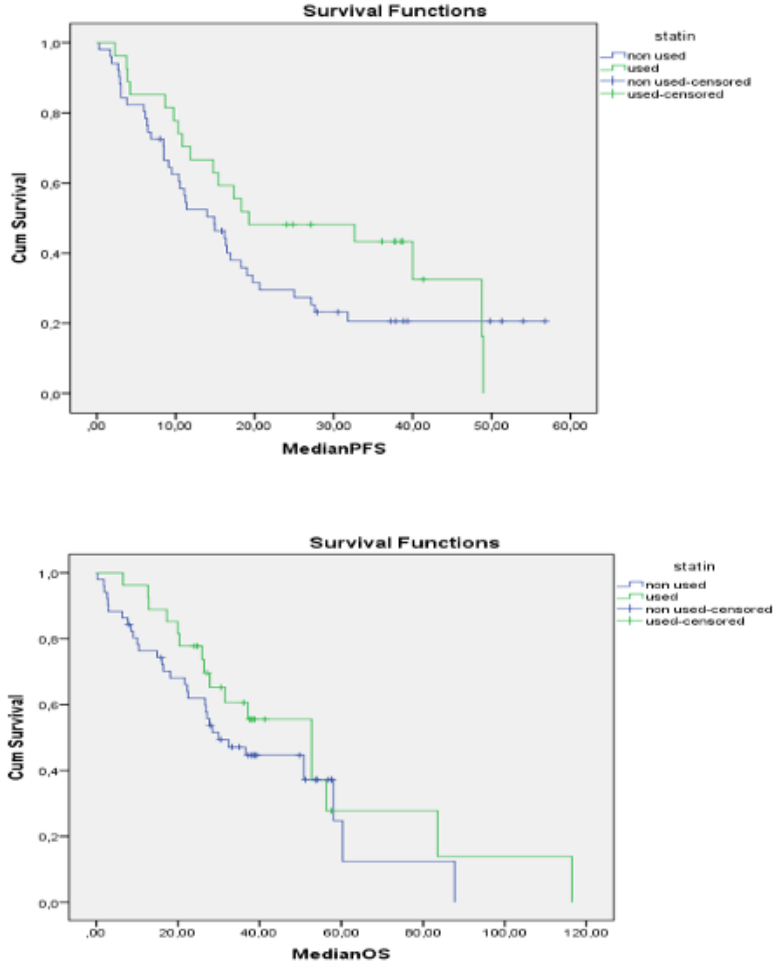 Survival Functions
statin
non used
used
non used-censored
used-censored
Cum Survival
1,0
0,8
0,6
0,4
0,2
0,0
,00 10,00 20,00 30,00 40,00 50,00 60,00
MedianPFS
Survival Functions
statin
non used
used
non used-censored
used-censored
Cum Survival
1,0
0,8
0,6
0,4
0,2
0,0
,00 20,00 40,00 60,00 80,00 100,00 120,00
MedianOS